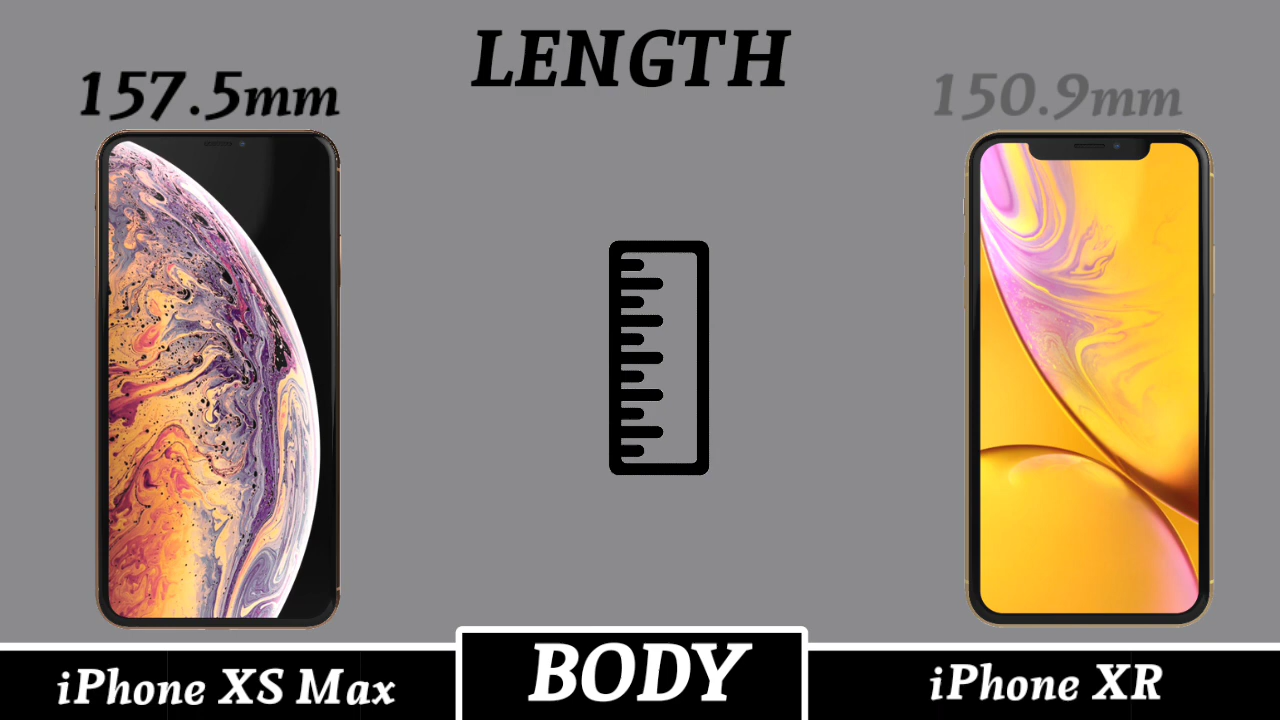 LENGTH
157.5mm
150.9mm
iPhone XS Max
BODY
iPhone XR